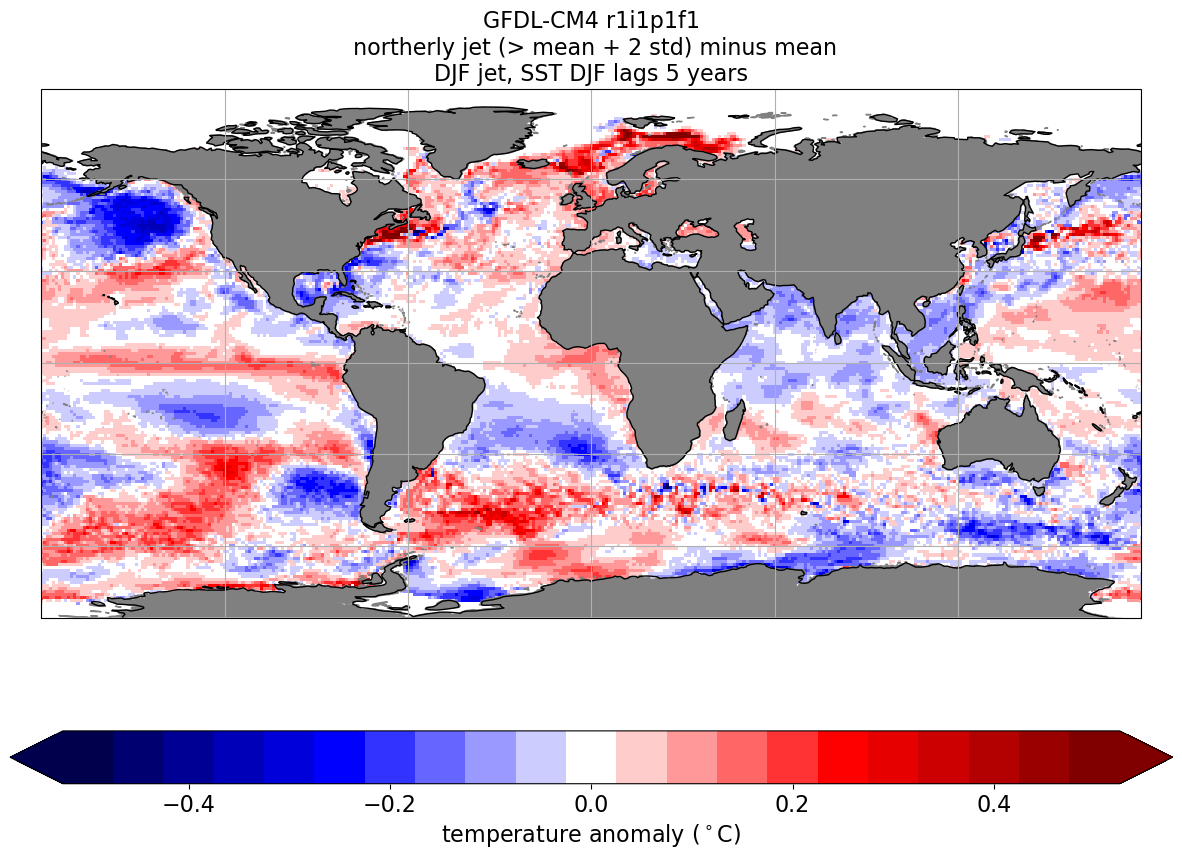 GFDL-CM4 r1i1p1f1
northerly jet (> mean + 2 std) minus mean
DJF jet, SST DJF lags 5 years
−0.4 −0.2 0.0 0.2 0.4
temperature anomaly (°C)